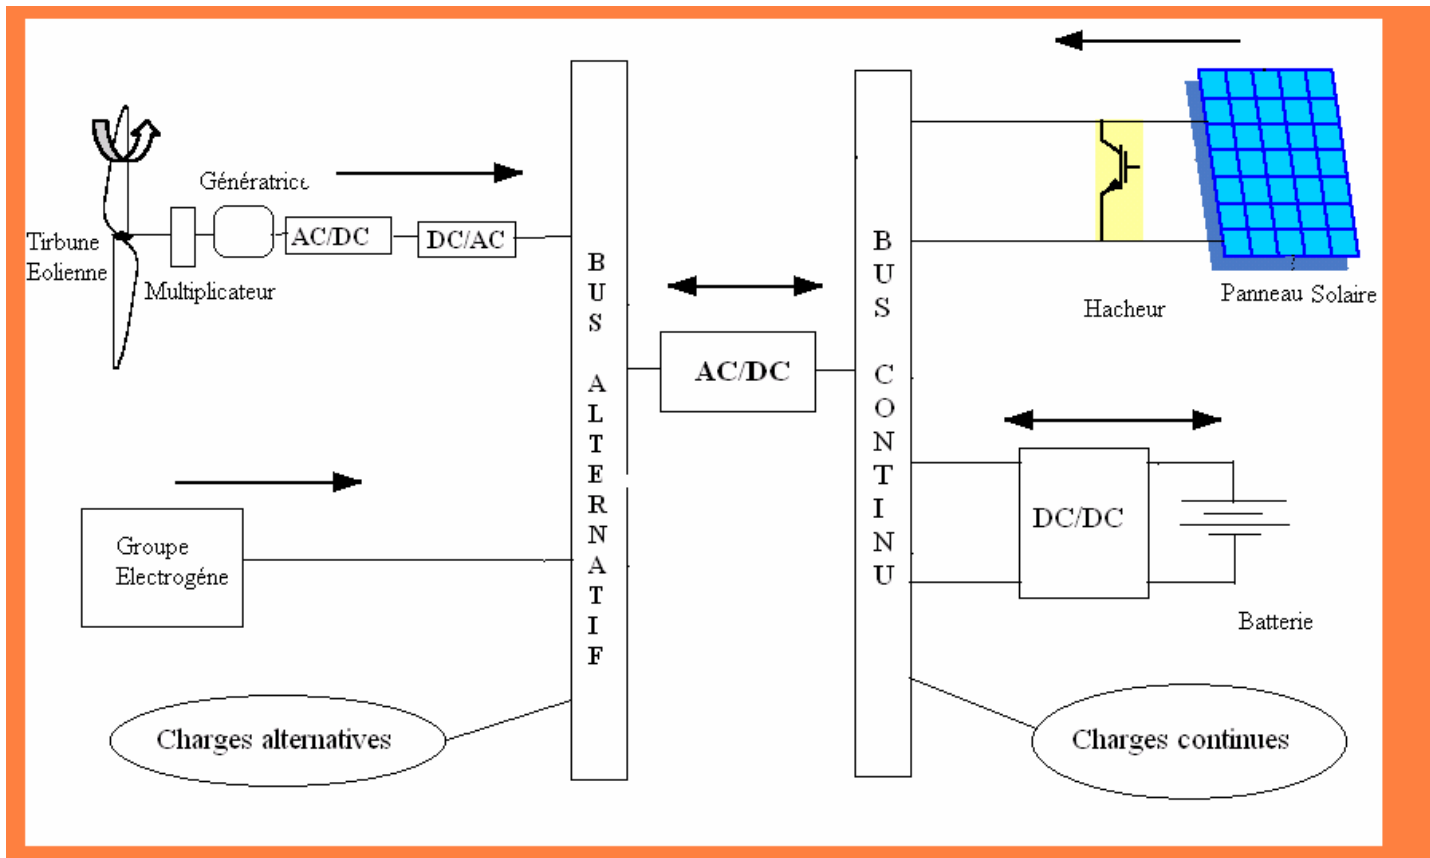 Génératrice
Tirbune
Eolienne
AC/DC
DC/AC
Multiplicateur
BUS ALTERNATIF
AC/DC
BUS CONTINU
Hacheur
Panneau Solaire
Groupe
Electrogéne
DC/DC
Batterie
Charges alternatives
Charges continues